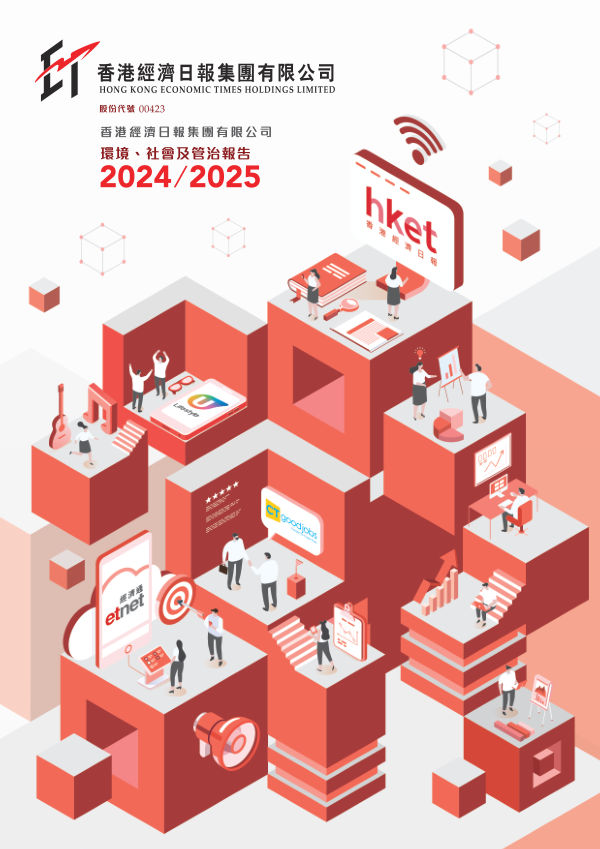 香港經濟日報集團有限公司
HONG KONG ECONOMIC TIMES HOLDINGS LIMITED
股份代號 00423
香港經濟日報集團有限公司
環境、社會及管治報告
2024/2025
hket
香港經濟日報
U
Lifestyle
CTgoodjobs
經濟通
etnet